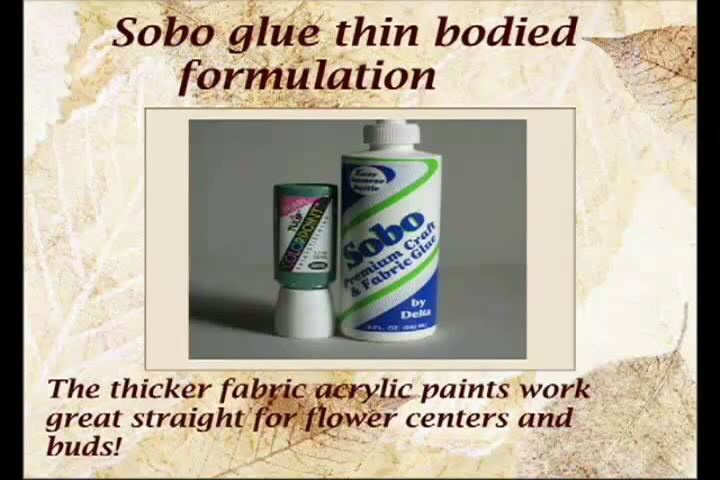 Sobo glue thin bodied
formulation
Easy
Squeeze
Bottle
Sobo
Premium Craft
& Fabric Glue
by
Delta
COLORPOINT
The thicker fabric acrylic paints work
great straight for flower centers and
buds!